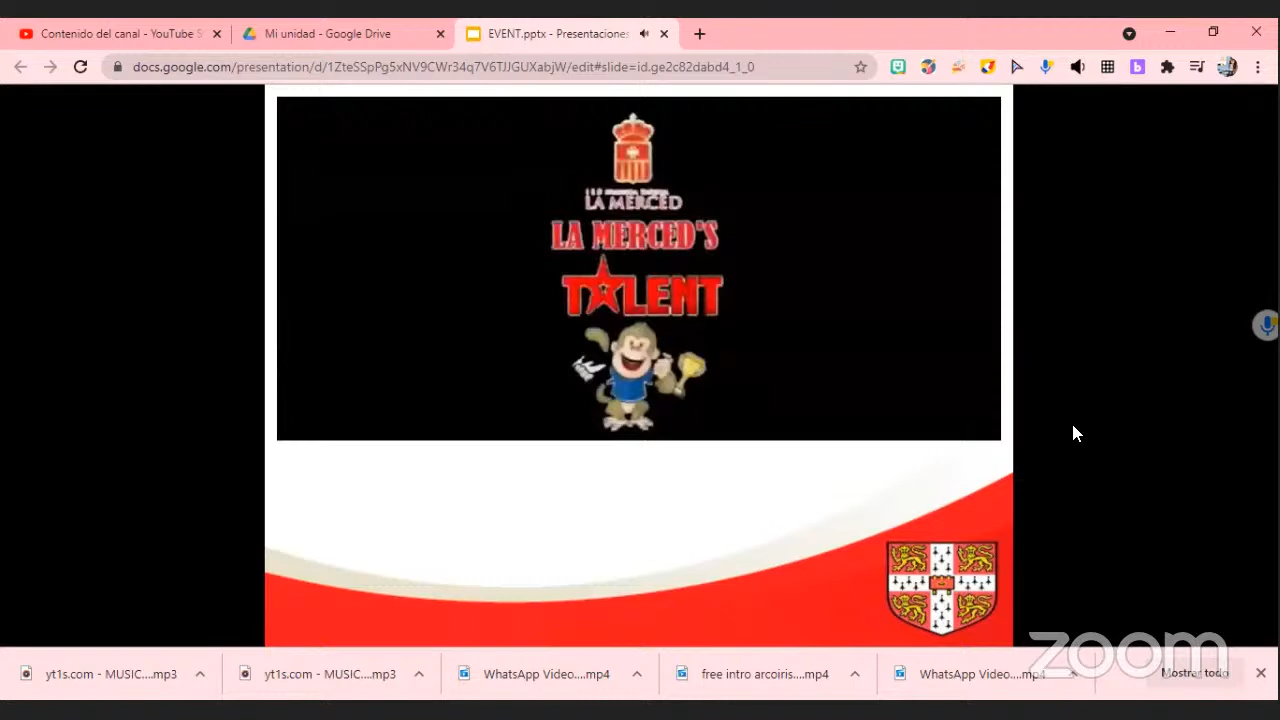 Contenido del canal - YouTube S
Mi unidad - Google Drive
EVENT.pptx - Presentaciones
docs.google.com/presentation/d/1ZteSSpPg5xNV9CWr34q7V6TJJGUXabjW/edit#slide=id.ge2c82dabd4_1_0
LA MERCED
LA MERCED'S
TALENT
zoom
yt1s.com - MUSIC....mp3
yt1s.com - MUSIC....mp3
WhatsApp Video....mp4
free intro arcoiris....mp4
WhatsApp Video....mp4
Mostrar todo